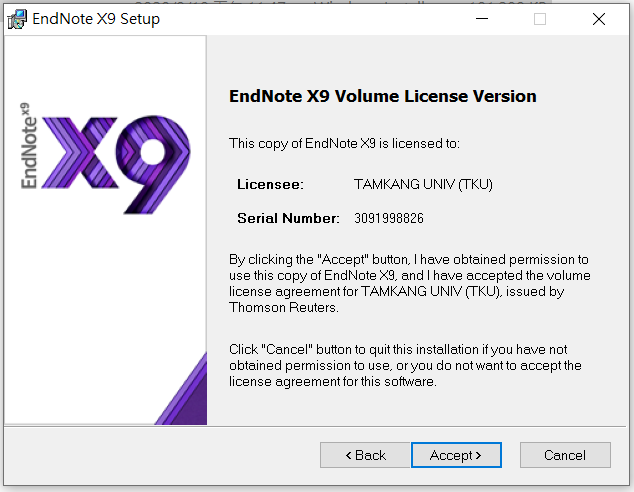 EndNote X9 Setup
EndNote X9
X9
EndNote X9 Volume License Version
This copy of EndNote X9 is licensed to:
Licensee: TAMKANG UNIV (TKU)
Serial Number: 3091998826
By clicking the "Accept" button, I have obtained permission to
use this copy of EndNote X9, and I have accepted the volume
license agreement for TAMKANG UNIV (TKU), issued by
Thomson Reuters.
Click "Cancel" button to quit this installation if you have not
obtained permission to use, or you do not want to accept the
license agreement for this software.
< Back
Accept >
Cancel